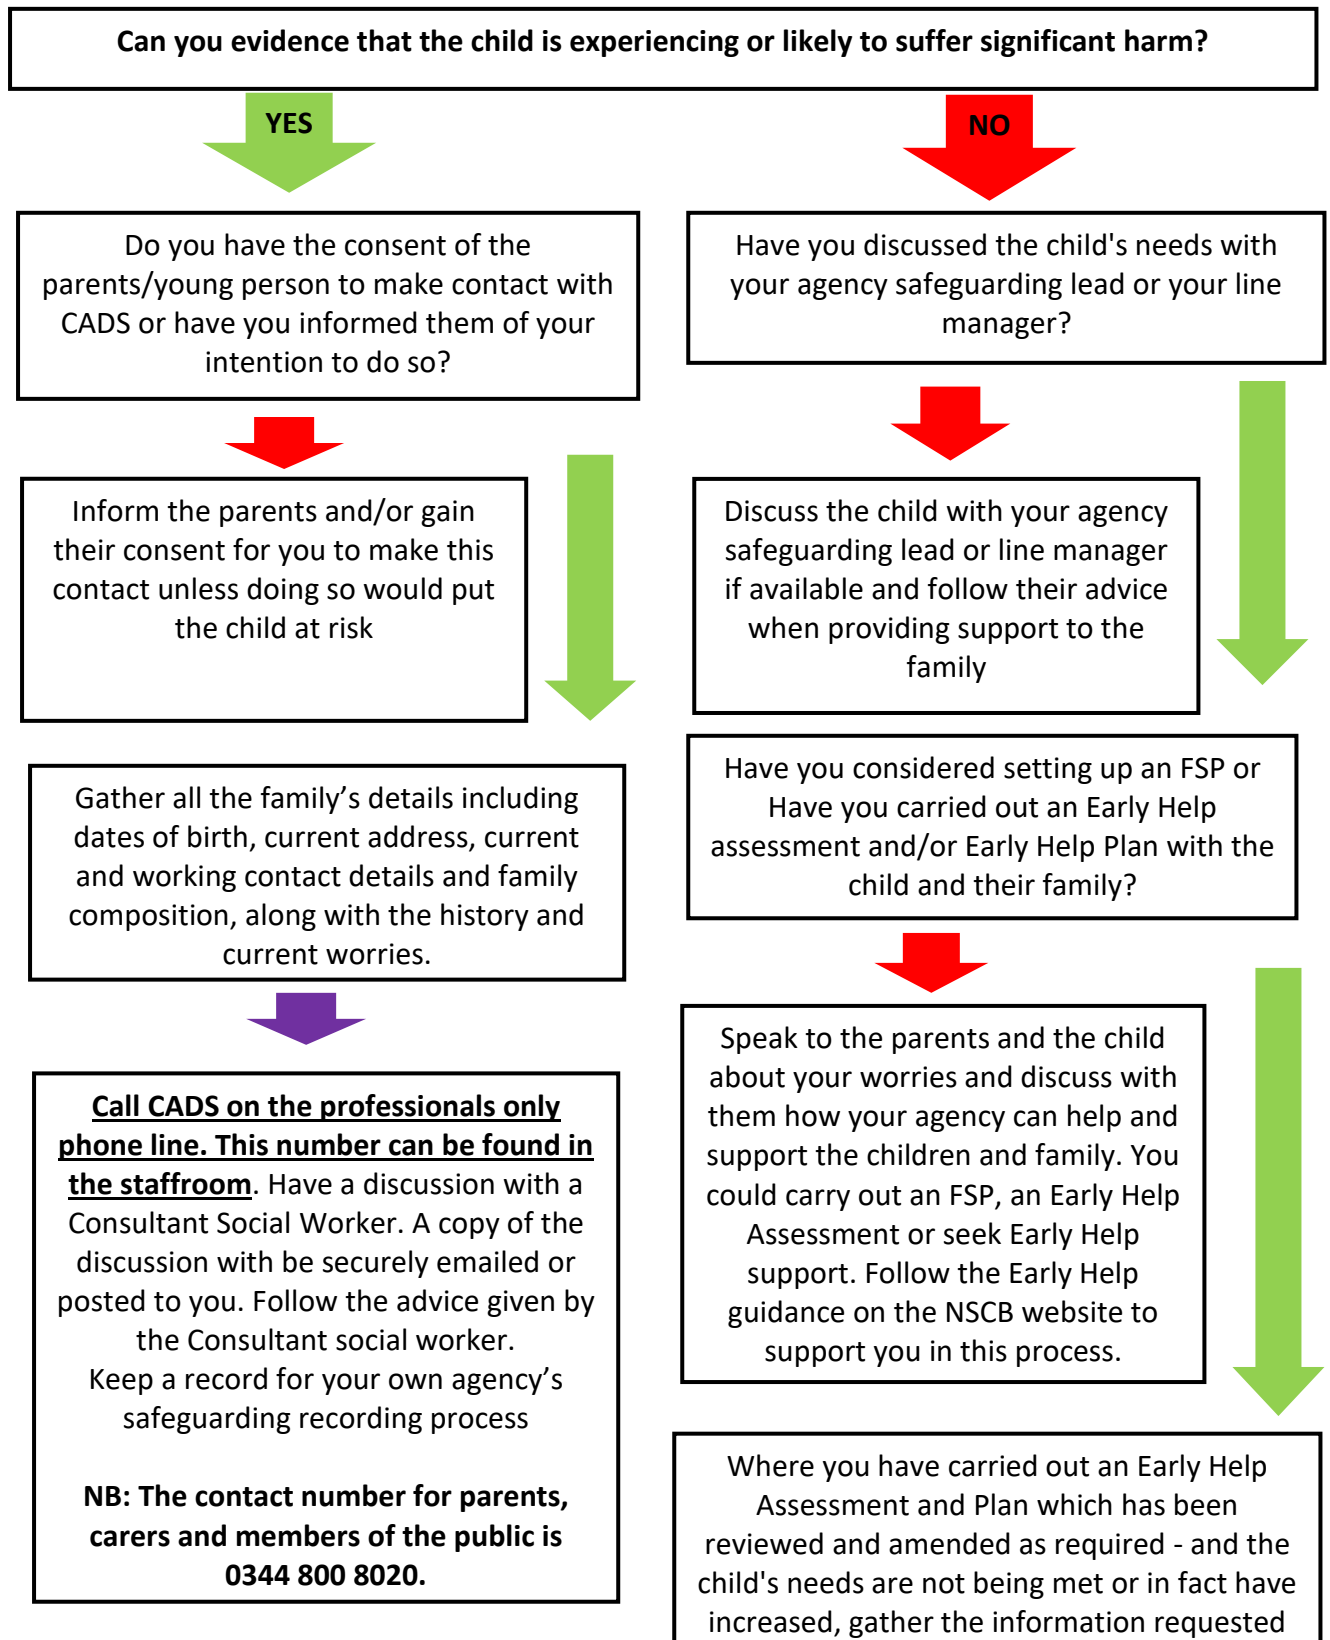 Can you evidence that the child is experiencing or likely to suffer significant harm?
YES
NO
Do you have the consent of the
parents/young person to make contact with
CADS or have you informed them of your
intention to do so?
Have you discussed the child's needs with
your agency safeguarding lead or your line
manager?
Inform the parents and/or gain
their consent for you to make this
contact unless doing so would put
the child at risk
Discuss the child with your agency
safeguarding lead or line manager
if available and follow their advice
when providing support to the
family
Gather all the family’s details including
dates of birth, current address, current
and working contact details and family
composition, along with the history and
current worries.
Have you considered setting up an FSP or
Have you carried out an Early Help
assessment and/or Early Help Plan with the
child and their family?
Call CADS on the professionals only
phone line. This number can be found in
the staffroom. Have a discussion with a
Consultant Social Worker. A copy of the
discussion with be securely emailed or
posted to you. Follow the advice given by
the Consultant social worker.
Keep a record for your own agency’s
safeguarding recording process
NB: The contact number for parents,
carers and members of the public is
0344 800 8020.
Speak to the parents and the child
about your worries and discuss with
them how your agency can help and
support the children and family. You
could carry out an FSP, an Early Help
Assessment or seek Early Help
support. Follow the Early Help
guidance on the NSCB website to
support you in this process.
Where you have carried out an Early Help
Assessment and Plan which has been
reviewed and amended as required - and the
child's needs are not being met or in fact have
increased, gather the information requested